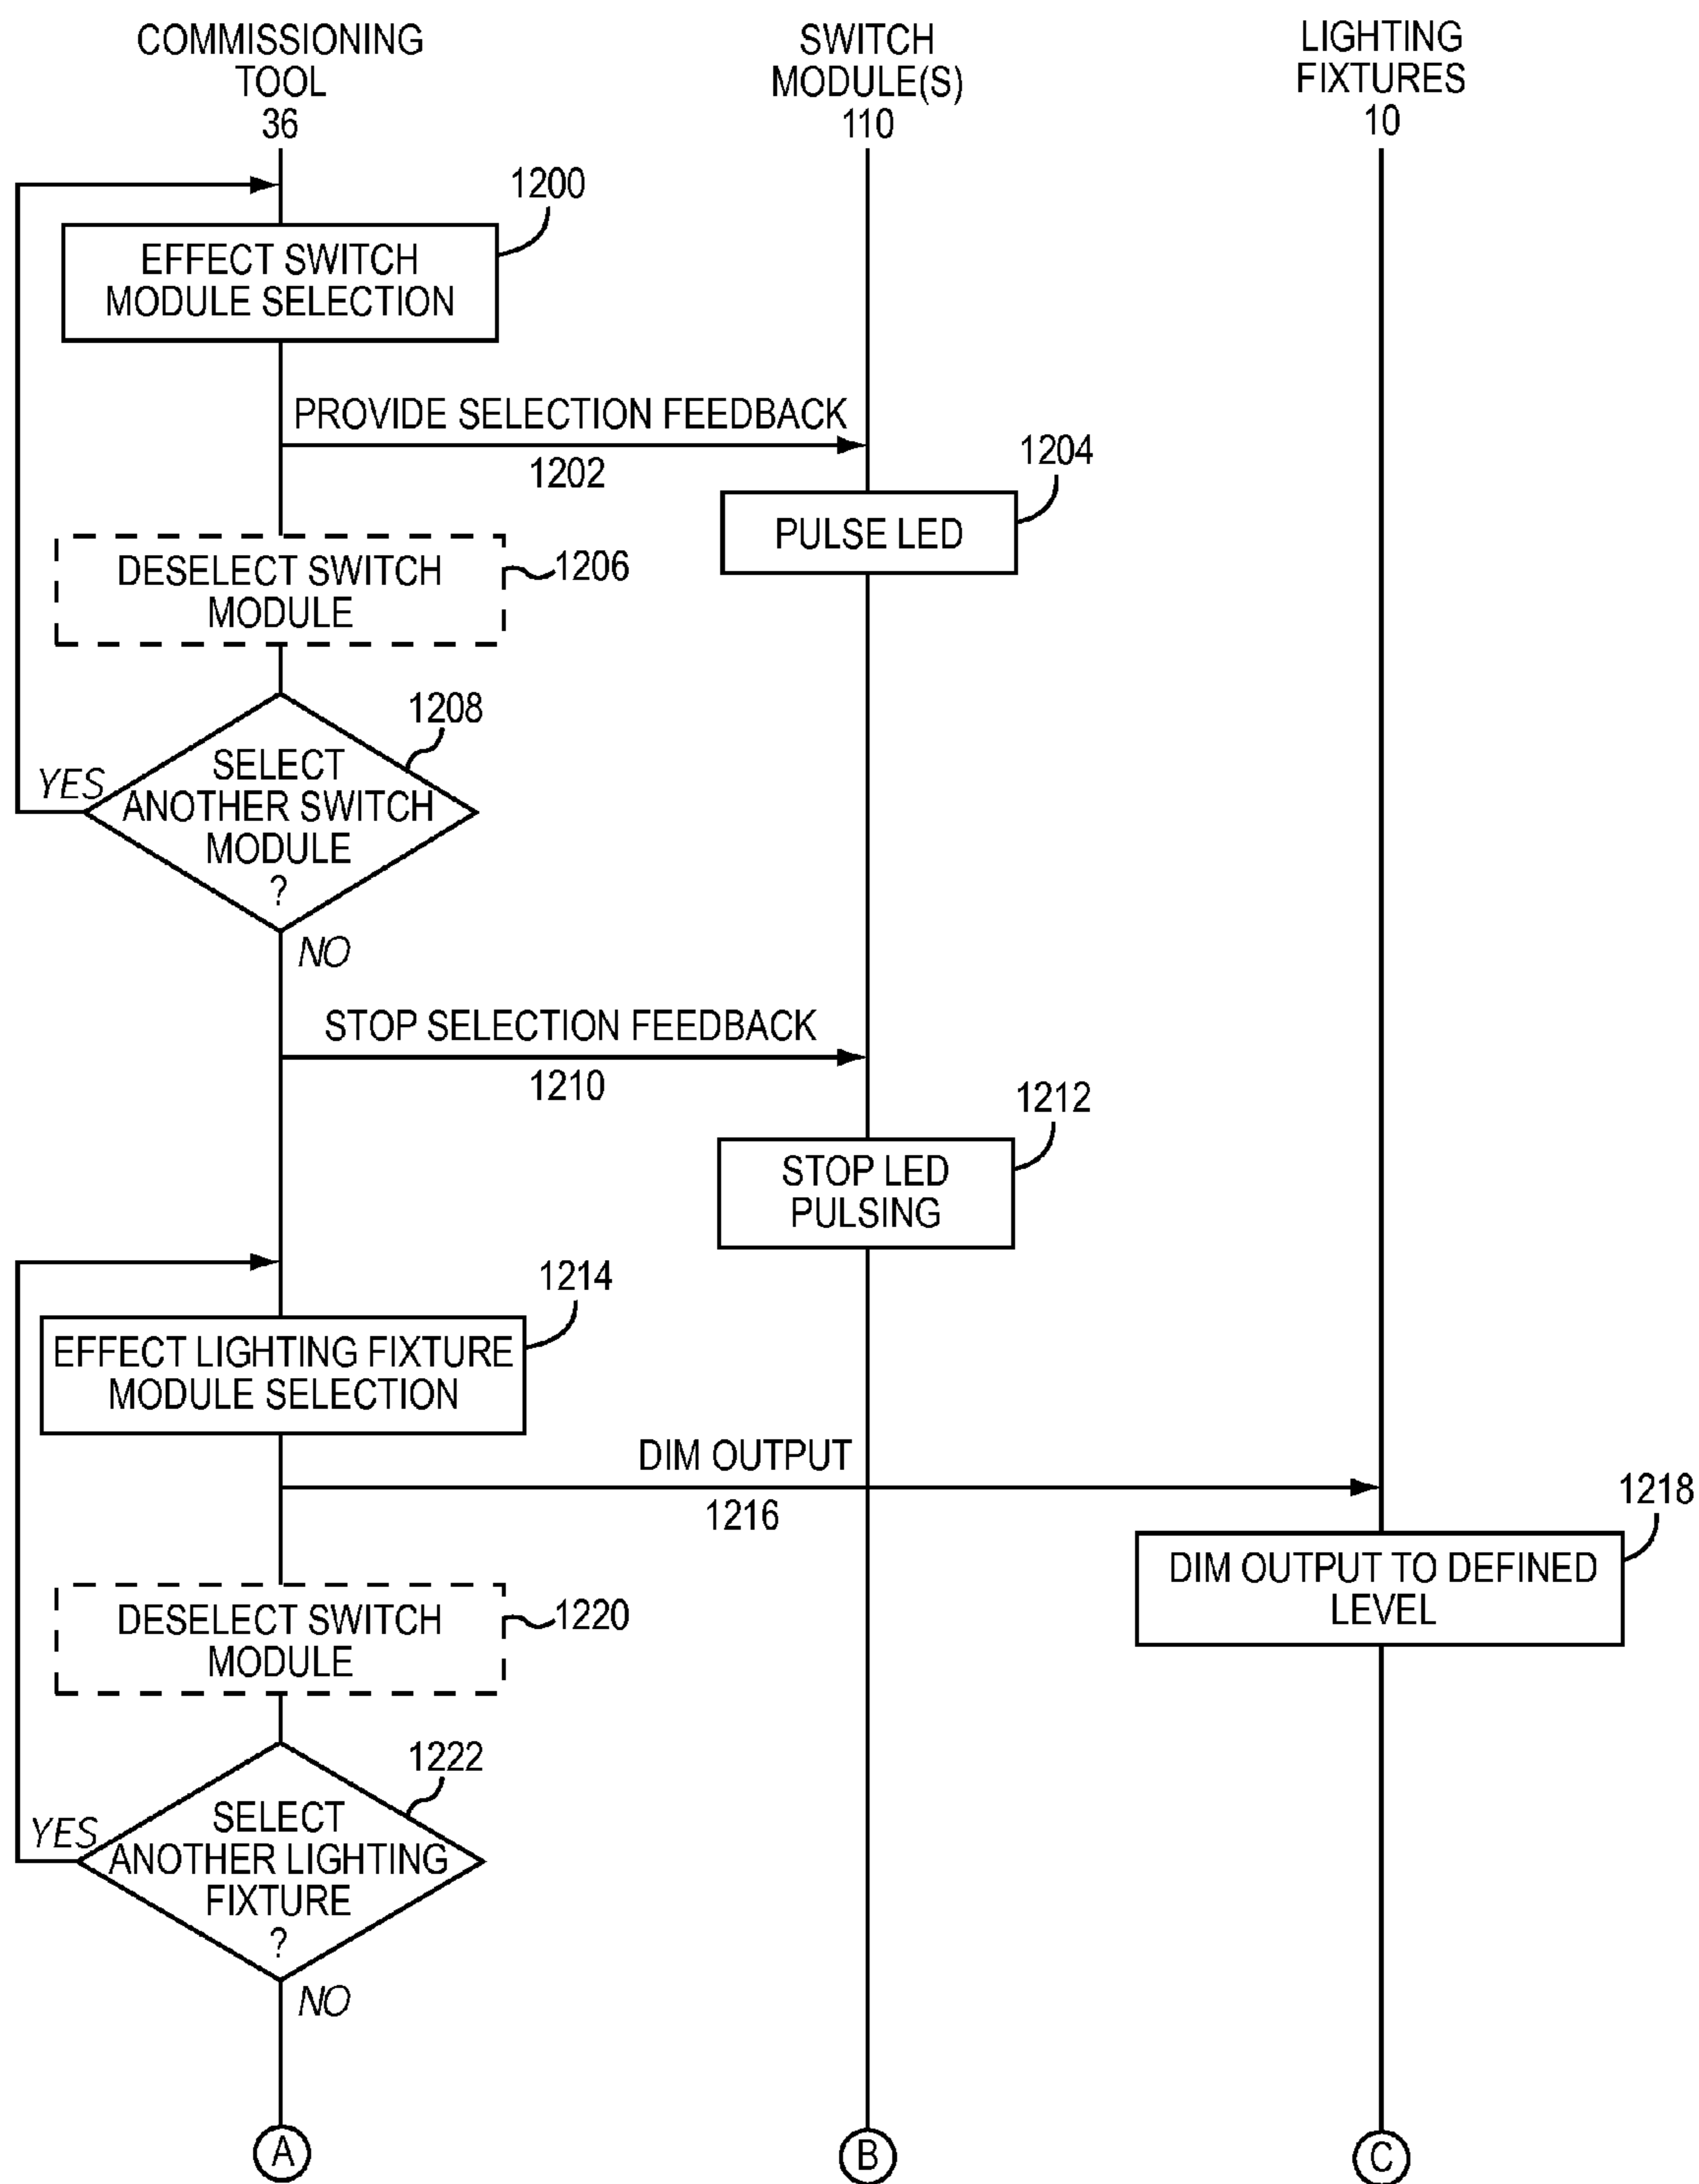 COMMISSIONING
TOOL
36
SWITCH
MODULE(S)
110
LIGHTING
FIXTURES
10
1200
EFFECT SWITCH
MODULE SELECTION
PROVIDE SELECTION FEEDBACK
1202
1204
PULSE LED
DESELECT SWITCH
MODULE
1206
1208
SELECT
ANOTHER SWITCH
MODULE
?
YES
NO
STOP SELECTION FEEDBACK
1210
1212
STOP LED
PULSING
1214
EFFECT LIGHTING FIXTURE
MODULE SELECTION
DIM OUTPUT
1216
1218
DIM OUTPUT TO DEFINED
LEVEL
DESELECT SWITCH
MODULE
1220
1222
SELECT
ANOTHER LIGHTING
FIXTURE
?
YES
NO
A
B
C